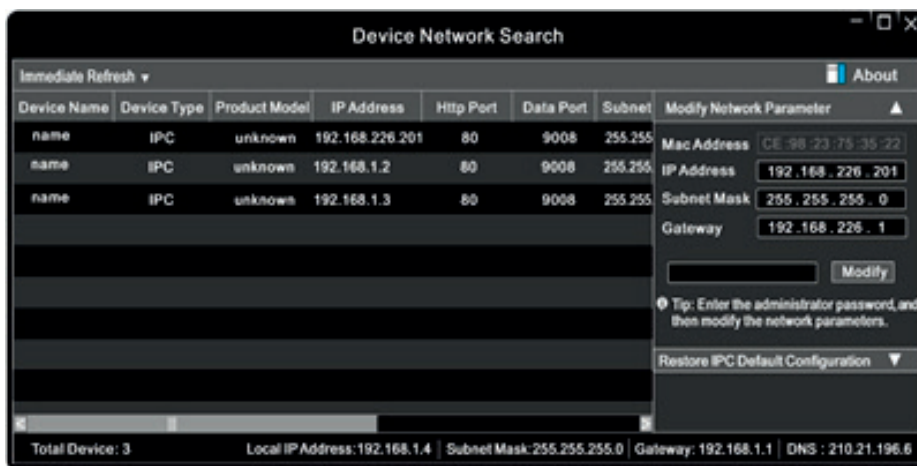 Device Network Search
Immediate Refresh
About
Device Name Device Type Product Model IP Address Http Port Data Port Subnet
name IPC unknown 192.168.226.201 80 9008 255.255
name IPC unknown 192.168.1.2 80 9008 255.255.
name IPC unknown 192.168.1.3 80 9008 255.255.
Modify Network Parameter
Mac Address CE:98:23:75:35:22
IP Address 192.168.226.201
Subnet Mask 255.255.255.0
Gateway 192.168.226.1
Modify
Tip: Enter the administrator password, and
then modify the network parameters.
Restore IPC Default Configuration
Total Device: 3 Local IP Address:192.168.1.4 Subnet Mask:255.255.255.0 Gateway: 192.168.1.1 DNS : 210.21.196.6